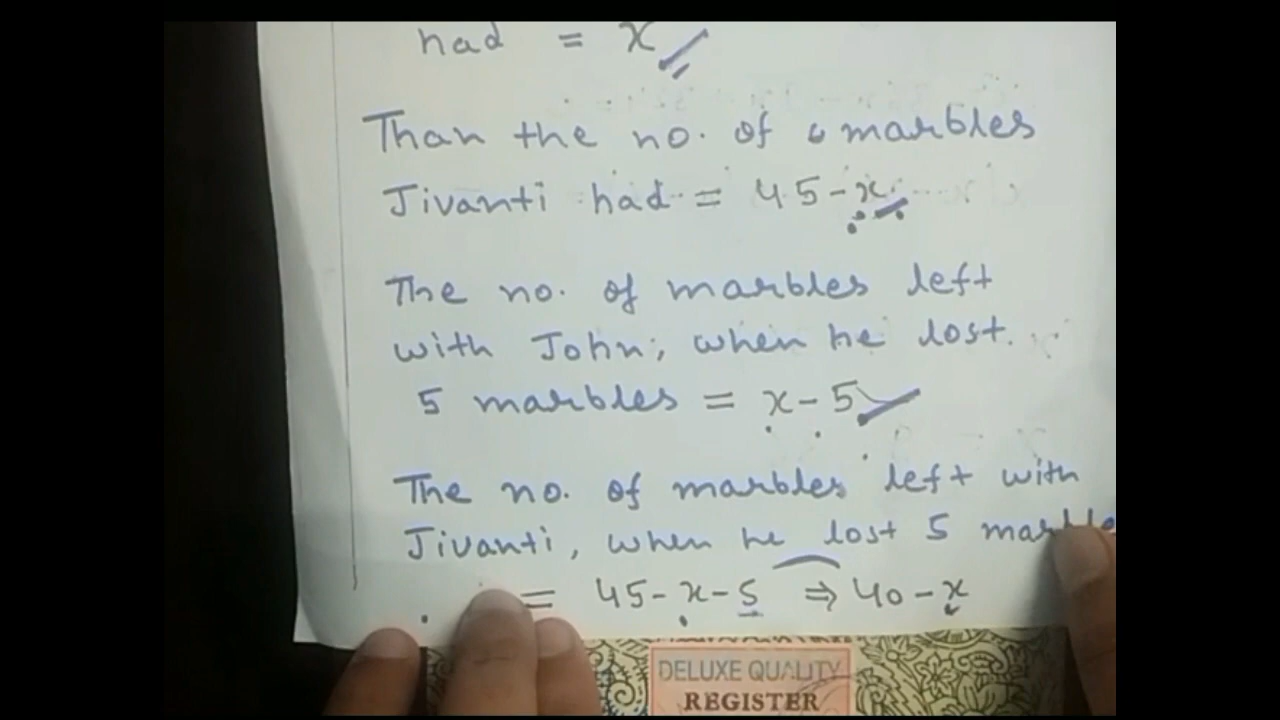 had = x
Than the no. of marbles
Jivanti had = 45-x
The no. of marbles left
with John, when he lost.
5 marbles = x-5
The no. of marbles left with
Jivanti, when he lost 5
= 45-x-5 ⇒ 40-x
DELUXE QUALITY
REGISTER